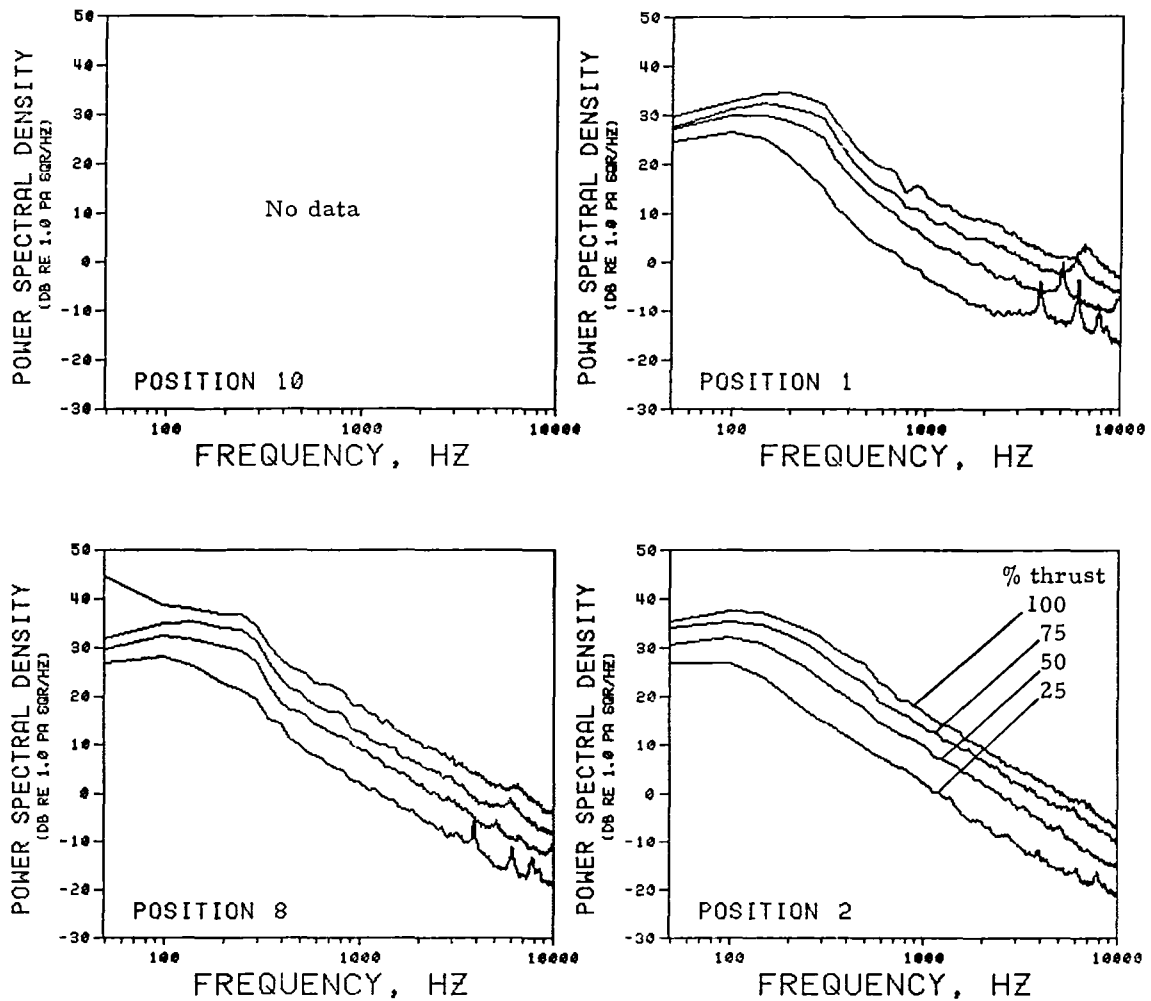 POWER SPECTRAL DENSITY
(DB RE 1.0 PA SQR/HZ)
50
40
30
20
10
0
-10
-20
-30
No data
POSITION 10
100
1000
10000
FREQUENCY, HZ
POWER SPECTRAL DENSITY
(DB RE 1.0 PA SQR/HZ)
50
40
30
20
10
0
-10
-20
-30
POSITION 1
100
1000
10000
FREQUENCY, HZ
POWER SPECTRAL DENSITY
(DB RE 1.0 PA SQR/HZ)
50
40
30
20
10
0
-10
-20
-30
POSITION 8
100
1000
10000
FREQUENCY, HZ
POWER SPECTRAL DENSITY
(DB RE 1.0 PA SQR/HZ)
50
40
30
20
10
0
-10
-20
-30
% thrust
100
75
50
25
POSITION 2
100
1000
10000
FREQUENCY, HZ